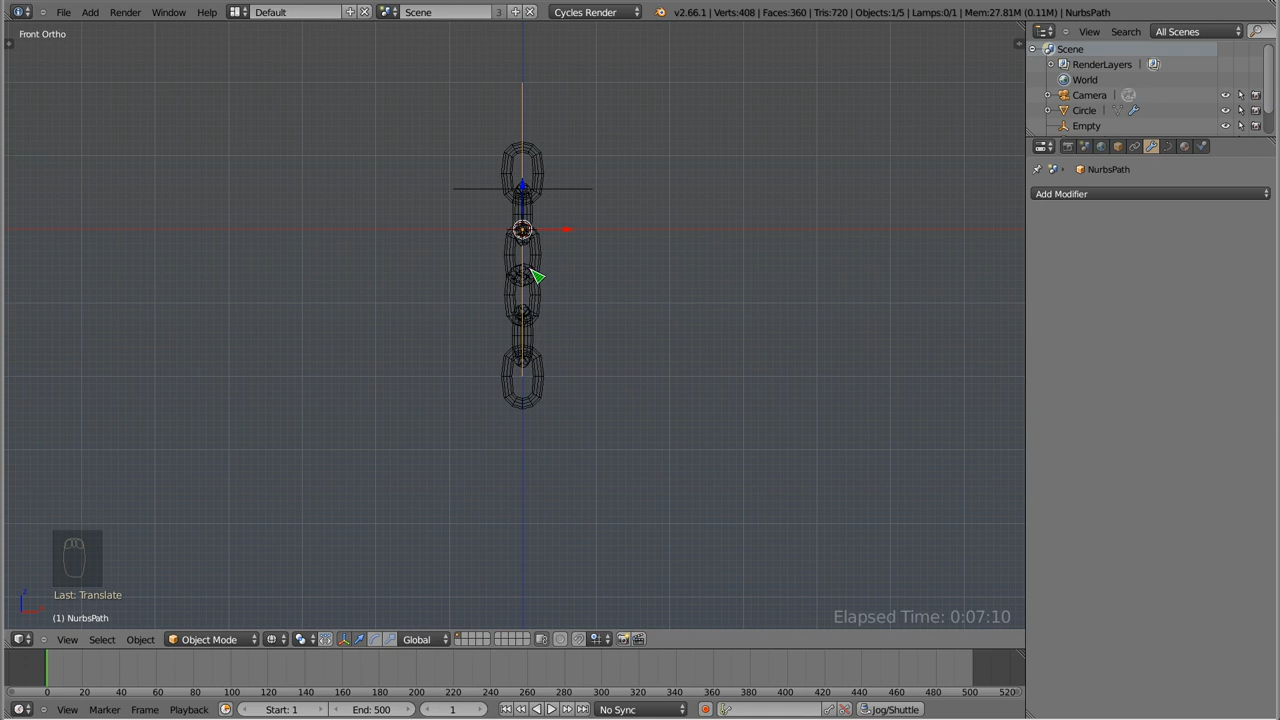 File Add Render Window Help Default Scene 3 Cycles Render v2.66.1 | Verts:408 | Faces:360 | Tris:720 | Objects:1/5 | Lamps:0/1 | Mem:27.81M (0.11M) | NurbsPath
Front Ortho
View Search All Scenes
Scene
RenderLayers
World
Camera
Circle
Empty
NurbsPath
Add Modifier
Last: Translate
(1) NurbsPath
Elapsed Time: 0:07:10
View Select Object Object Mode Global
0 20 40 60 80 100 120 140 160 180 200 220 240 260 280 300 320 340 360 380 400 420 440 460 480 500 520
View Marker Frame Playback Start: 1 End: 500 1 No Sync Jog/Shuttle